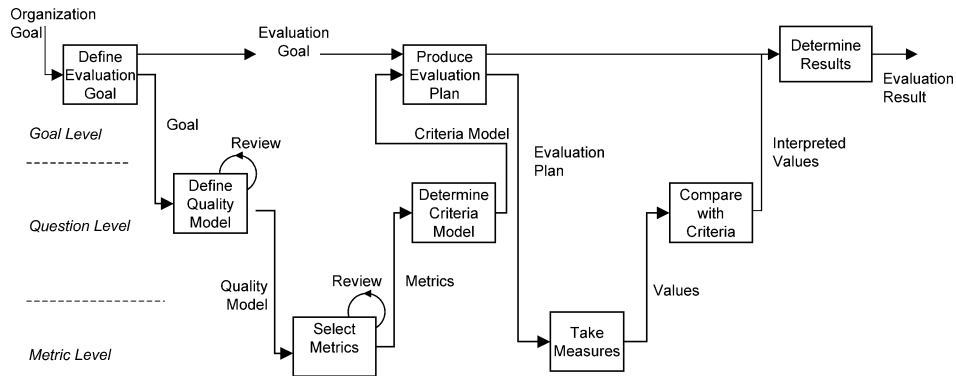 Organization
Goal
Define
Evaluation
Goal
Evaluation
Goal
Produce
Evaluation
Plan
Determine
Results
Evaluation
Result
Goal Level
Goal
Criteria Model
Review
Evaluation
Plan
Interpreted
Values
Define
Quality
Model
Determine
Criteria
Model
Compare
with
Criteria
Question Level
Quality
Model
Review
Metrics
Values
Select
Metrics
Take
Measures
Metric Level